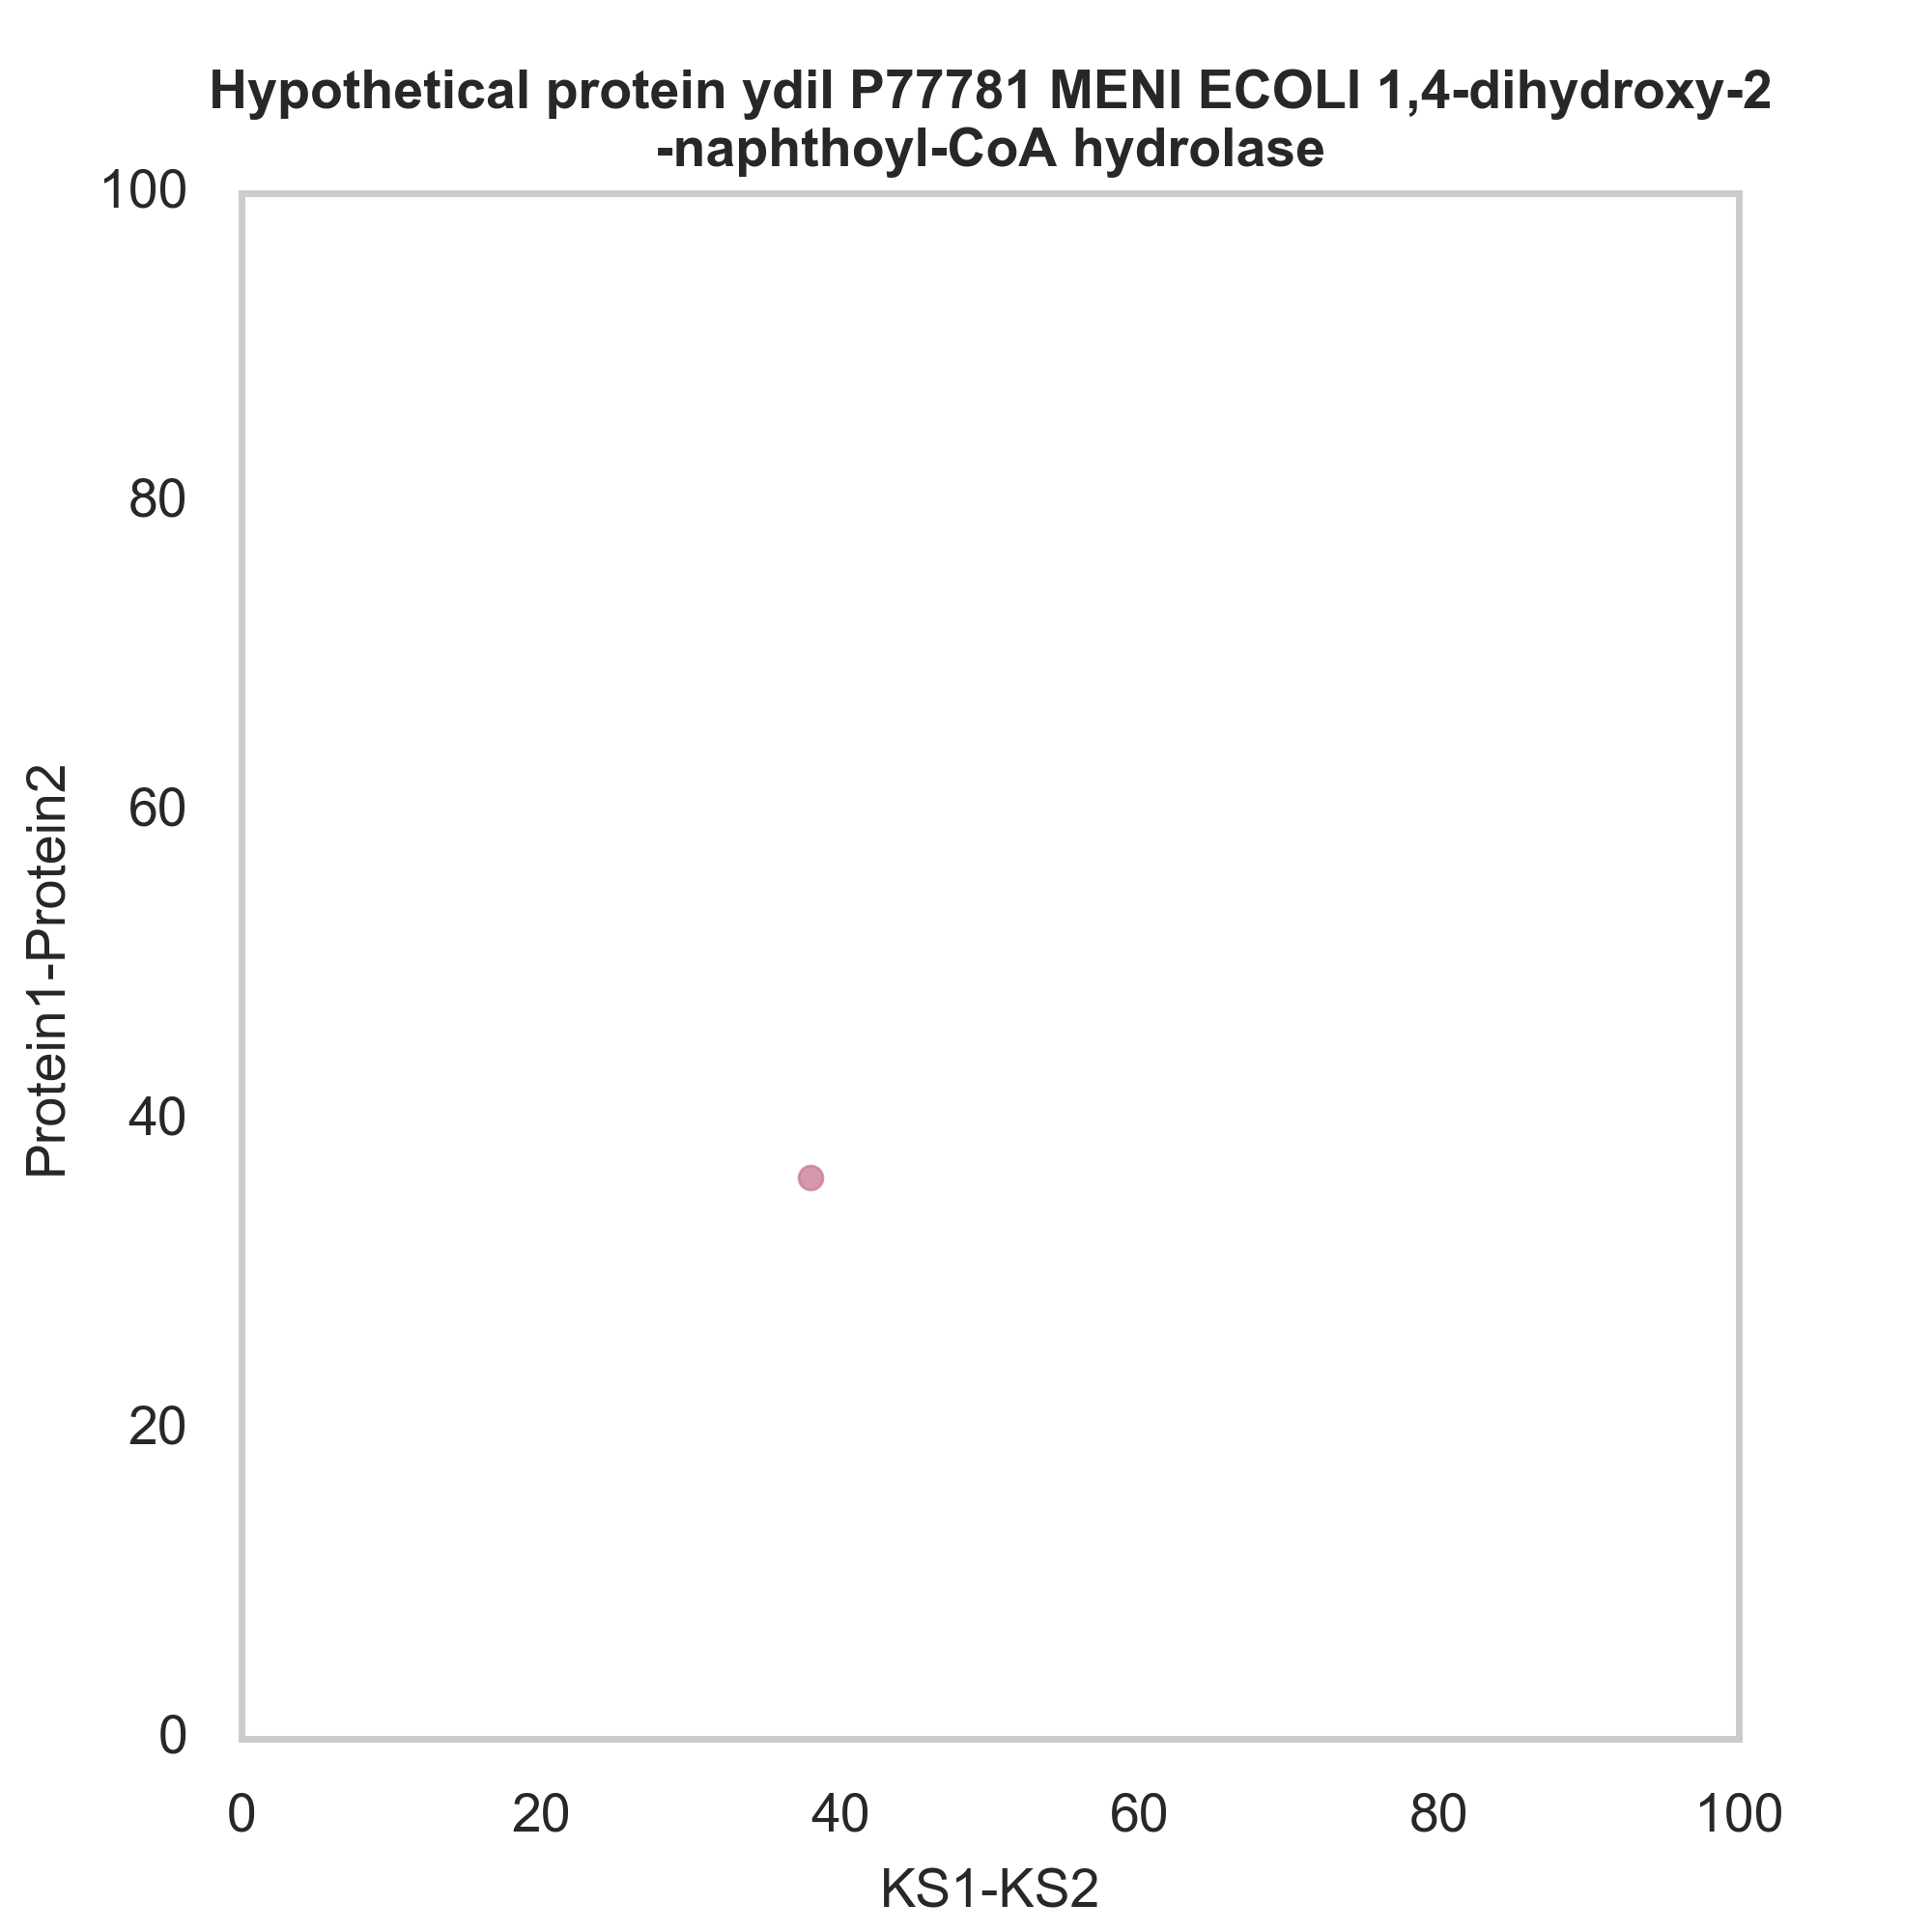 Hypothetical protein ydiI P77781 MENI ECOLI 1,4-dihydroxy-2
-naphthoyl-CoA hydrolase
100
80
60
40
20
0
Protein1-Protein2
0 20 40 60 80 100
KS1-KS2